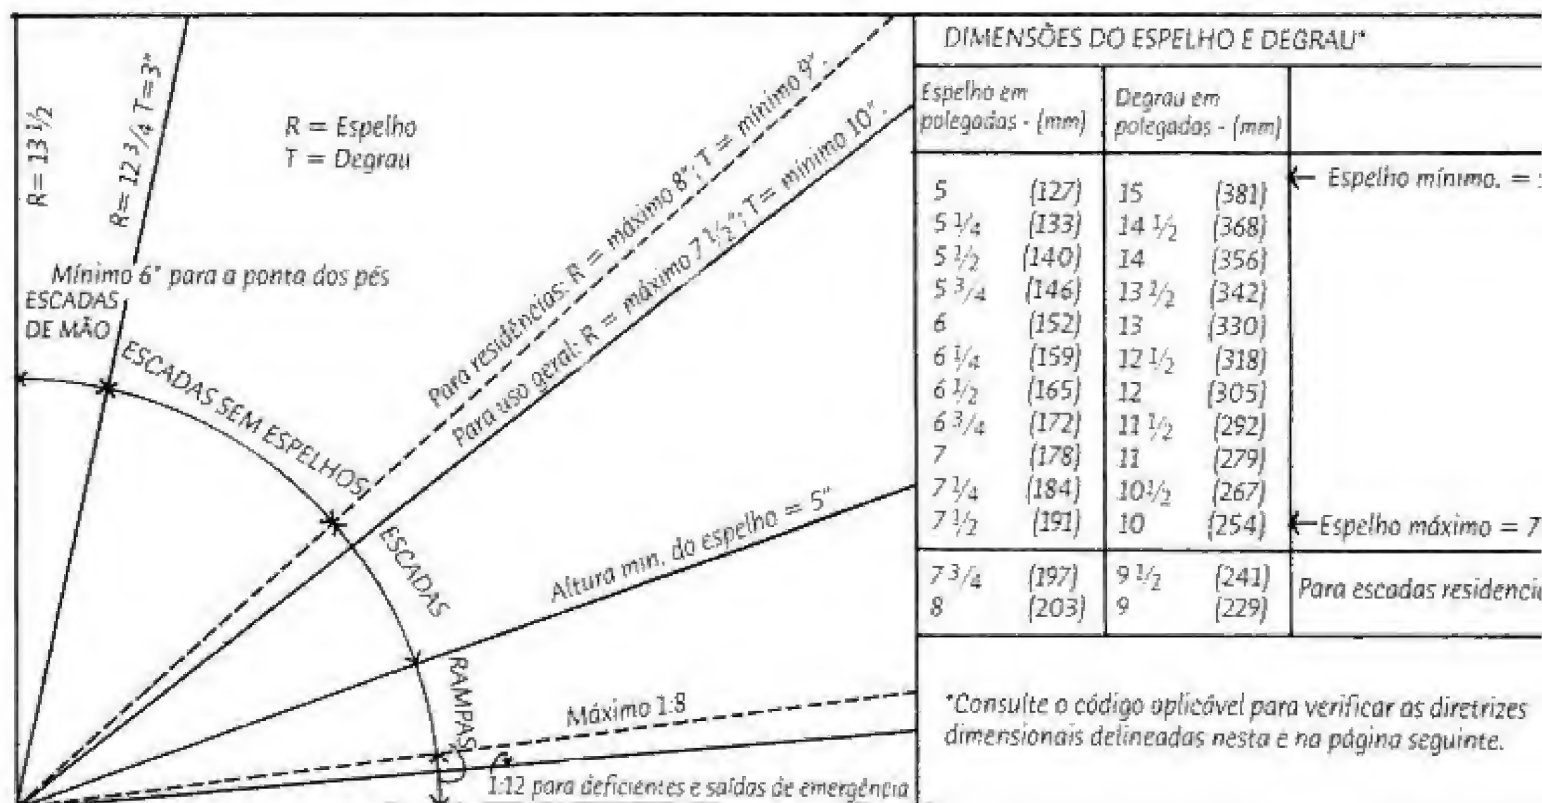 R= 13 ½
R= 12 ¾ T=3"
R = Espelho
T = Degrau
Mínimo 6" para a ponta dos pés
ESCADAS
DE MÃO
ESCADAS SEM ESPELHOS
ESCADAS
RAMPAS
Para residências: R = máximo 8"; T = mínimo 9".
Para uso geral: R = máximo 7 ½"; T= mínimo 10".
Altura min. do espelho = 5"
Máximo 1:8
1:12 para deficientes e saídas de emergência
DIMENSÕES DO ESPELHO E DEGRAU*
Espelho em
polegadas - (mm)
Degrau em
polegadas - (mm)
5 (127) 15 (381) Espelho mínimo. =
5 1/4 (133) 14 1/2 (368)
5 1/2 (140) 14 (356)
5 3/4 (146) 13 1/2 (342)
6 (152) 13 (330)
6 1/4 (159) 12 1/2 (318)
6 1/2 (165) 12 (305)
6 3/4 (172) 11 1/2 (292)
7 (178) 11 (279)
7 1/4 (184) 10 1/2 (267)
7 1/2 (191) 10 (254) Espelho máximo = 7
7 3/4 (197) 9 1/2 (241) Para escadas
8 (203) 9 (229)
*Consulte o código aplicável para verificar as diretrizes
dimensionais delineadas nesta e na página seguinte.